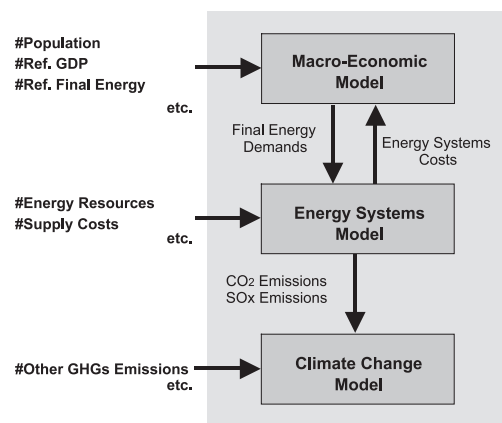 #Population
#Ref. GDP
#Ref. Final Energy
etc.
Macro-Economic
Model
Final Energy
Demands
Energy Systems
Costs
#Energy Resources
#Supply Costs
etc.
Energy Systems
Model
CO2 Emissions
SOx Emissions
#Other GHGs Emissions
etc.
Climate Change
Model